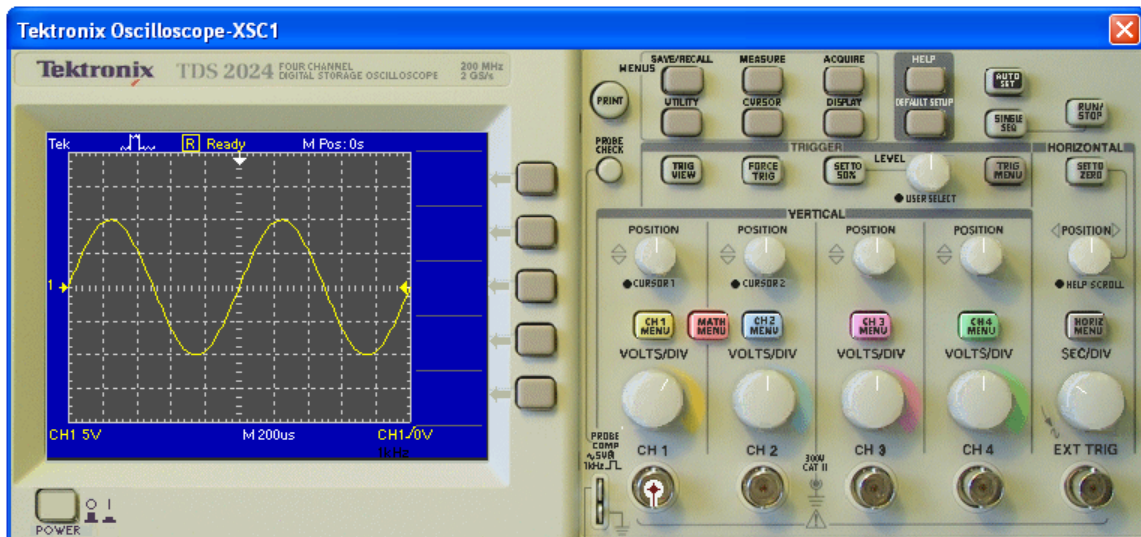 Tektronix Oscilloscope-XSC1
Tektronix TDS 2024 FOUR CHANNEL DIGITAL STORAGE OSCILLOSCOPE 200 MHz 2 GS/s
Tek R Ready M Pos: 0s
1
CH1 5V M 200us CH1/0V
1kHz
POWER
PRINT
MENUS
SAVE/RECALL MEASURE ACQUIRE
UTILITY CURSOR DISPLAY
HELP
DEFAULT SETUP
AUTO SET
SINGLE SEQ
RUN/STOP
PROBE CHECK
TRIGGER
TRIG VIEW
FORCE TRIG
SET TO 50%
LEVEL
USER SELECT
TRIG MENU
HORIZONTAL
SET TO ZERO
VERTICAL
POSITION POSITION POSITION POSITION POSITION
CURSOR 1 CURSOR 2 HELP SCROLL
CH 1 MENU
MATH MENU
CH 2 MENU
CH 3 MENU
CH 4 MENU
HORIZ MENU
VOLTS/DIV VOLTS/DIV VOLTS/DIV VOLTS/DIV SEC/DIV
PROBE COMP
~5V@
1kHz
CH 1 CH 2 CH 3 CH 4 EXT TRIG
300V
CAT II